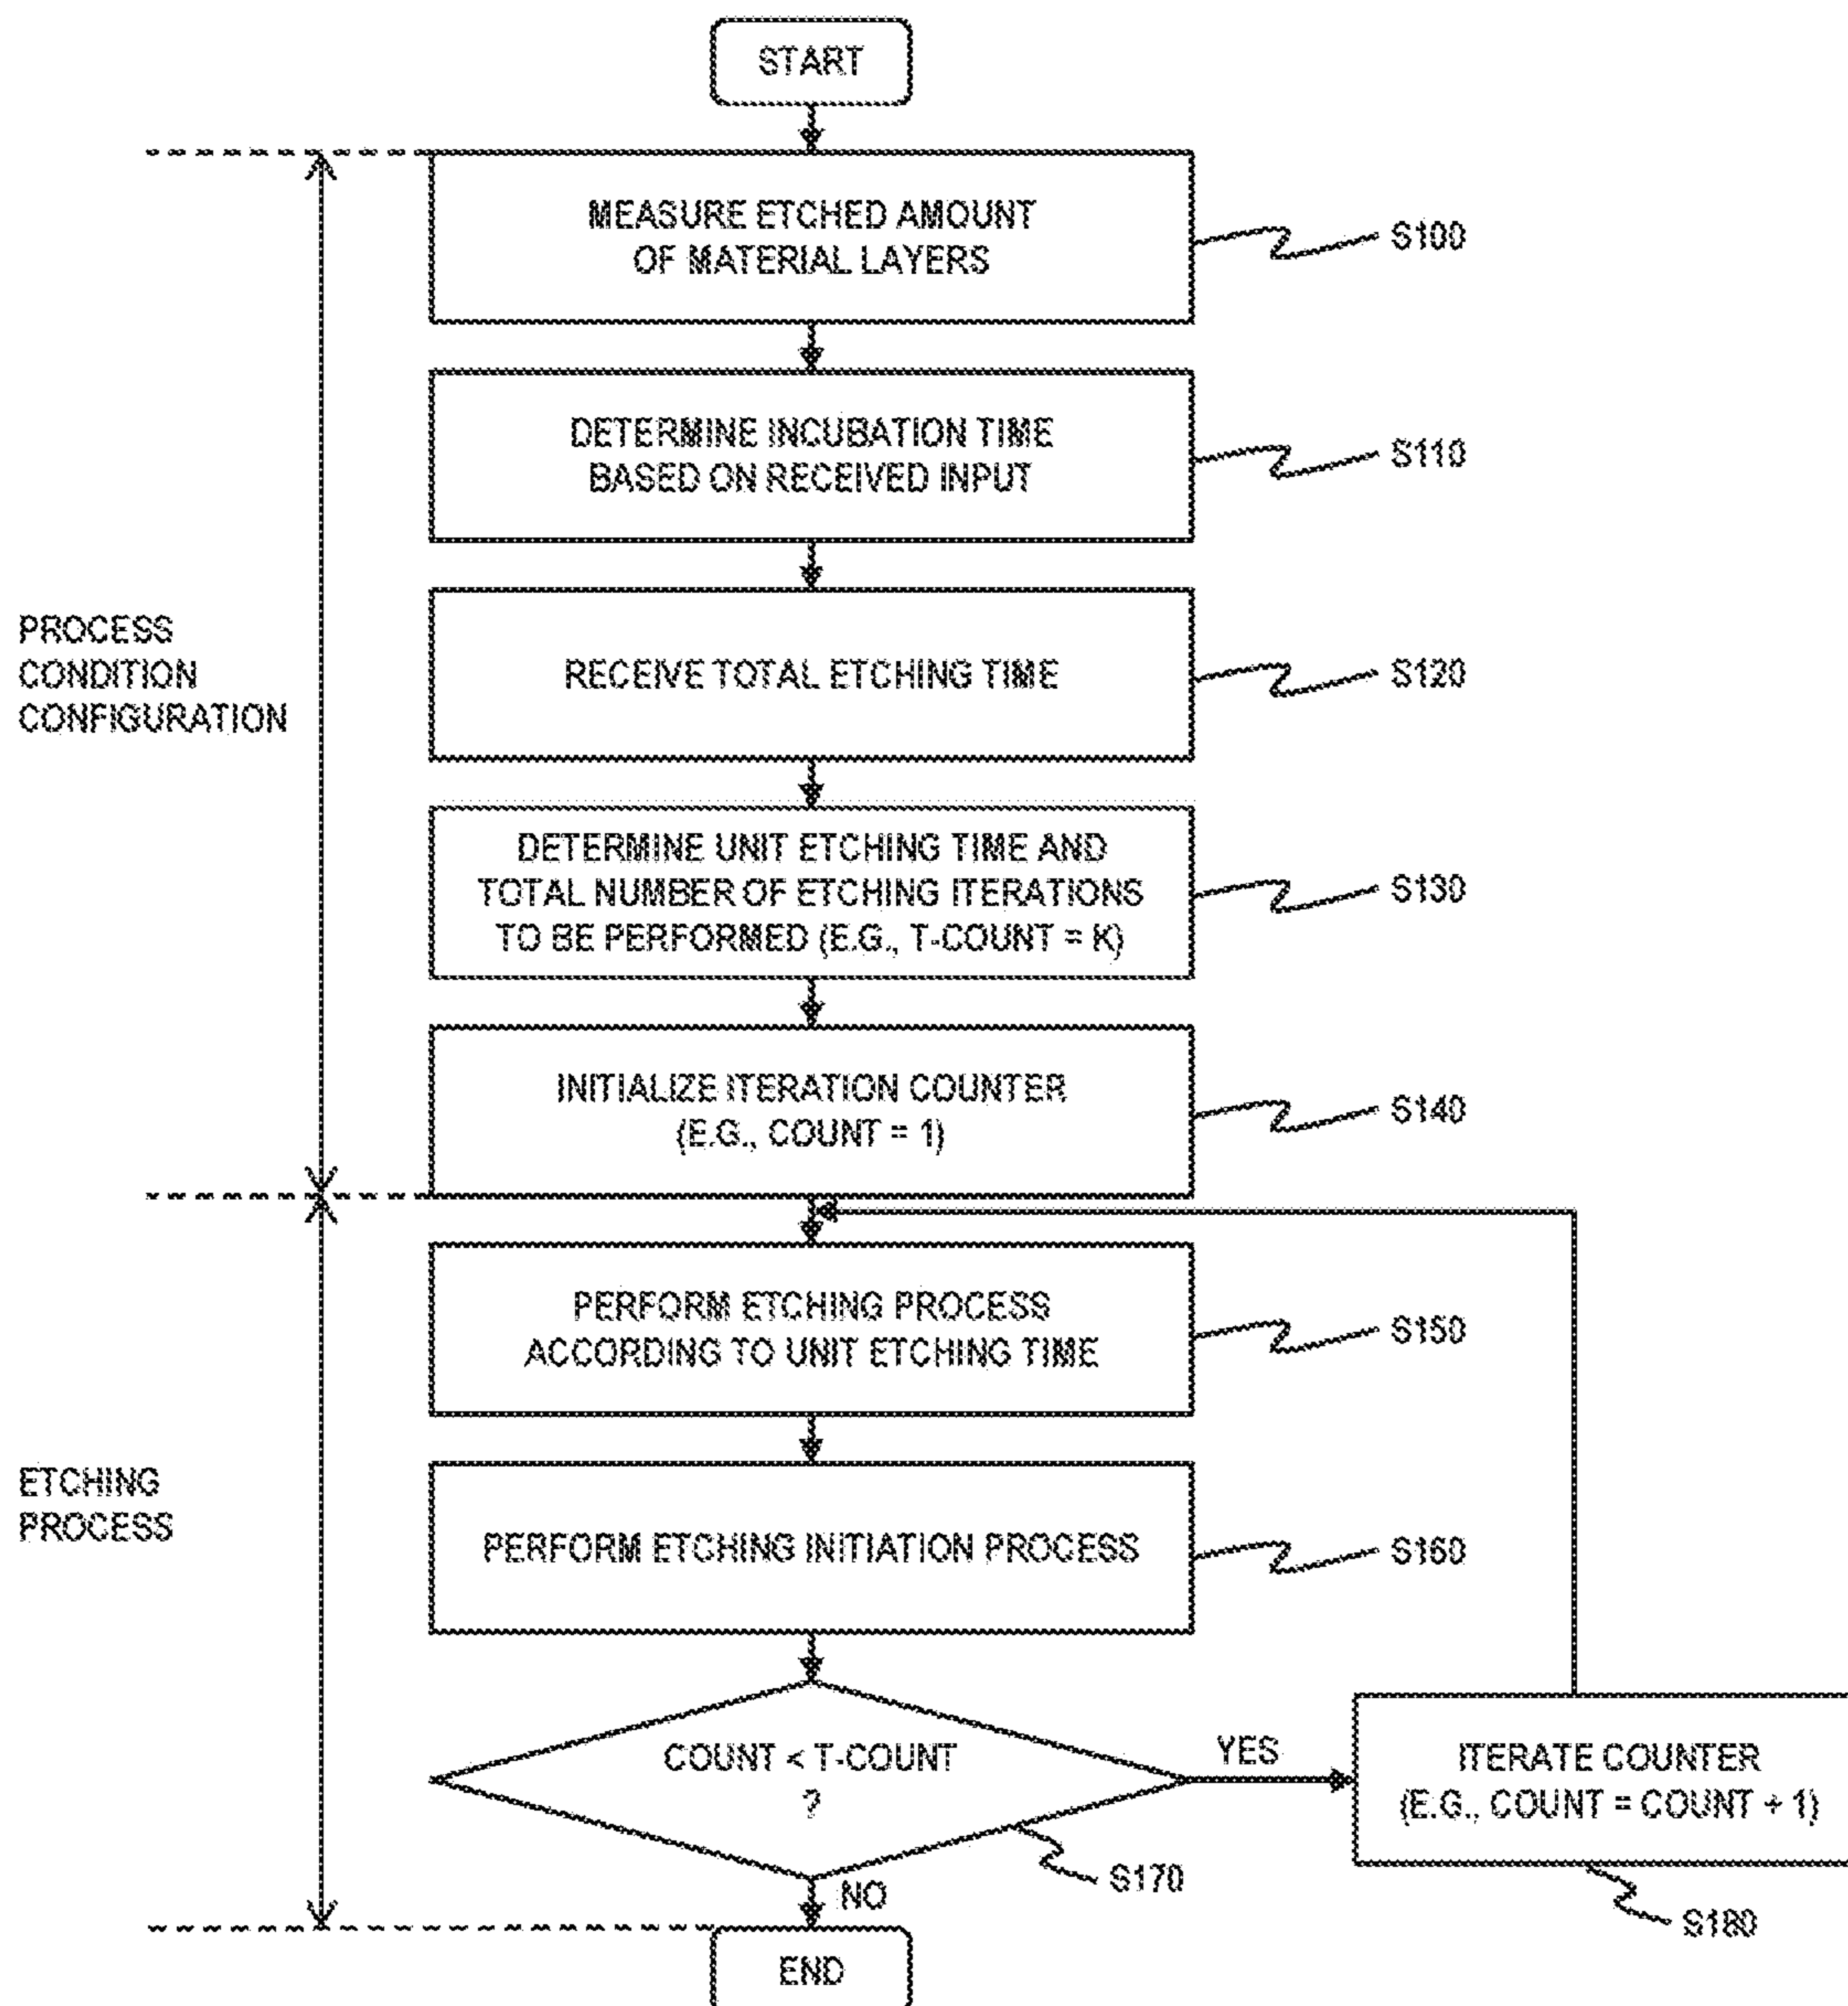 START
MEASURE ETCHED AMOUNT
OF MATERIAL LAYERS
S100
DETERMINE INCUBATION TIME
BASED ON RECEIVED INPUT
S110
RECEIVE TOTAL ETCHING TIME
S120
PROCESS
CONDITION
CONFIGURATION
DETERMINE UNIT ETCHING TIME AND
TOTAL NUMBER OF ETCHING ITERATIONS
TO BE PERFORMED (E.G., T-COUNT = K)
S130
INITIALIZE ITERATION COUNTER
(E.G., COUNT = 1)
S140
PERFORM ETCHING PROCESS
ACCORDING TO UNIT ETCHING TIME
S150
ETCHING
PROCESS
PERFORM ETCHING INITIATION PROCESS
S160
COUNT < T-COUNT
?
YES
S170
NO
ITERATE COUNTER
(E.G., COUNT = COUNT + 1)
S180
END